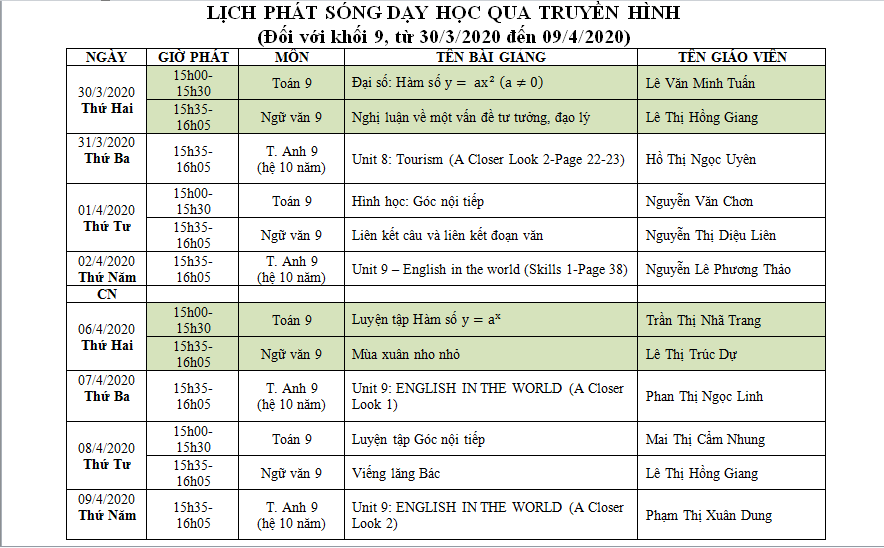 LỊCH PHÁT SÓNG DẠY HỌC QUA TRUYỀN HÌNH
(Đối với khối 9, từ 30/3/2020 đến 09/4/2020)
NGÀY GIỜ PHÁT MÔN TÊN BÀI GIẢNG TÊN GIÁO VIÊN
30/3/2020
Thứ Hai
15h00-
15h30
Toán 9
Đại số: Hàm số y = ax² (a ≠ 0)
Lê Văn Minh Tuấn
15h35-
16h05
Ngữ văn 9
Nghị luận về một vấn đề tư tưởng, đạo lý
Lê Thị Hồng Giang
31/3/2020
Thứ Ba
15h35-
16h05
T. Anh 9
(hệ 10 năm)
Unit 8: Tourism (A Closer Look 2-Page 22-23)
Hồ Thị Ngọc Uyên
01/4/2020
Thứ Tư
15h00-
15h30
Toán 9
Hình học: Góc nội tiếp
Nguyễn Văn Chơn
15h35-
16h05
Ngữ văn 9
Liên kết câu và liên kết đoạn văn
Nguyễn Thị Diệu Liên
02/4/2020
Thứ Năm
15h35-
16h05
T. Anh 9
(hệ 10 năm)
Unit 9 – English in the world (Skills 1-Page 38)
Nguyễn Lê Phương Thảo
CN
06/4/2020
Thứ Hai
15h00-
15h30
Toán 9
Luyện tập Hàm số y = aˣ
Trần Thị Nhã Trang
15h35-
16h05
Ngữ văn 9
Mùa xuân nho nhỏ
Lê Thị Trúc Dự
07/4/2020
Thứ Ba
15h35-
16h05
T. Anh 9
(hệ 10 năm)
Unit 9: ENGLISH IN THE WORLD (A Closer
Look 1)
Phan Thị Ngọc Linh
08/4/2020
Thứ Tư
15h00-
15h30
Toán 9
Luyện tập Góc nội tiếp
Mai Thị Cẩm Nhung
15h35-
16h05
Ngữ văn 9
Viếng lăng Bác
Lê Thị Hồng Giang
09/4/2020
Thứ Năm
15h35-
16h05
T. Anh 9
(hệ 10 năm)
Unit 9: ENGLISH IN THE WORLD (A Closer
Look 2)
Phạm Thị Xuân Dung